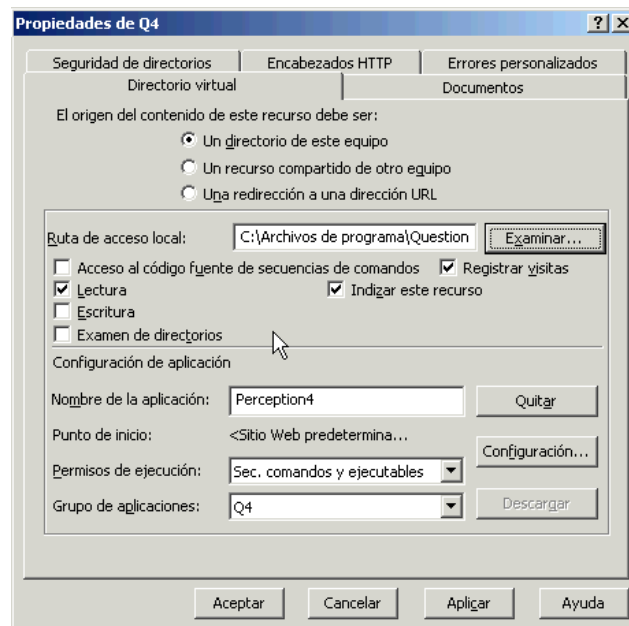 Propiedades de Q4
Seguridad de directorios Encabezados HTTP Errores personalizados
Directorio virtual Documentos
El origen del contenido de este recurso debe ser:
Un directorio de este equipo
Un recurso compartido de otro equipo
Una redirección a una dirección URL
Ruta de acceso local: C:\Archivos de programa\Question Examinar...
Acceso al código fuente de secuencias de comandos Registrar visitas
Lectura Indizar este recurso
Escritura
Examen de directorios
Configuración de aplicación
Nombre de la aplicación: Perception4 Quitar
Punto de inicio: <Sitio Web predetermina...
Configuración...
Permisos de ejecución: Sec. comandos y ejecutables
Grupo de aplicaciones: Q4 Descargar
Aceptar Cancelar Aplicar Ayuda